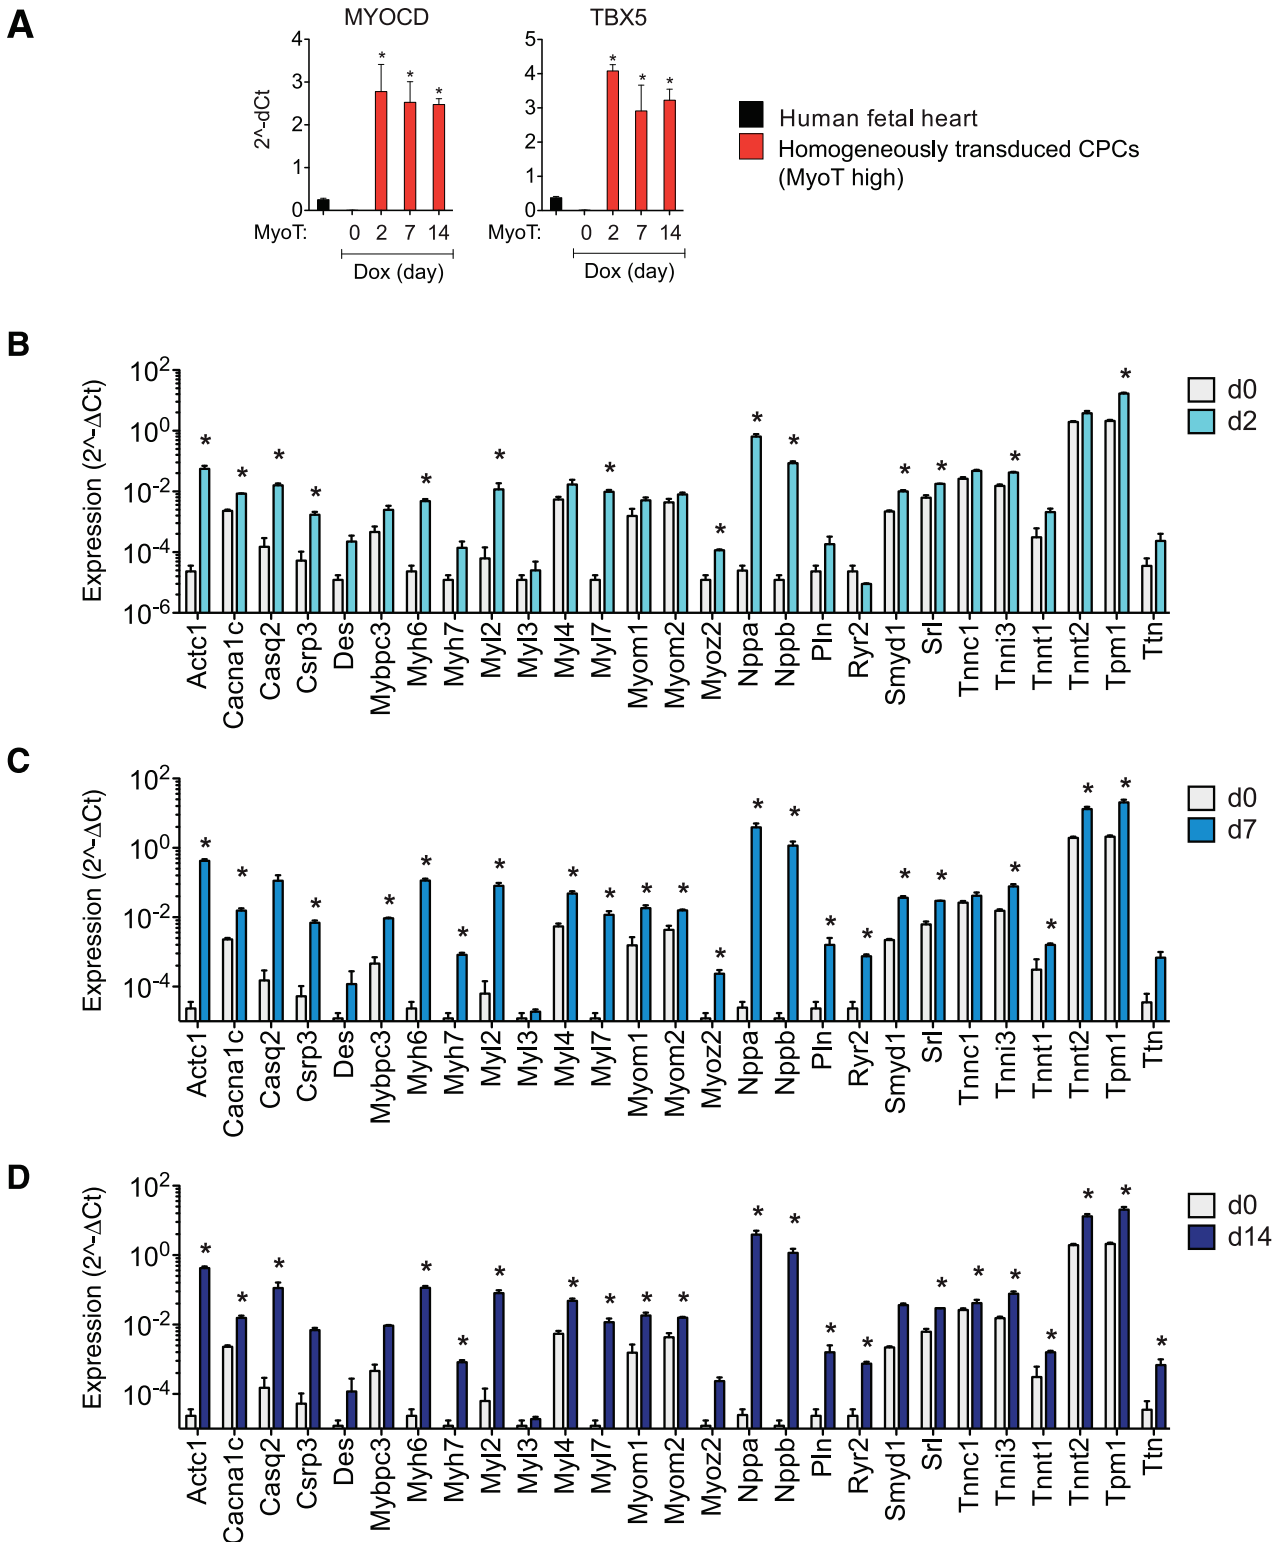 A
MYOCD
TBX5
4
3
2
1
0
2^-dCt
5
4
3
2
1
0
*
*
*
*
*
*
Human fetal heart
Homogeneously transduced CPCs
(MyoT high)
MyoT: 0 2 7 14
Dox (day)
MyoT: 0 2 7 14
Dox (day)
B
Expression (2^-ΔCt)
10^2
10^0
10^-2
10^-4
10^-6
* * * * * * * * * * * * * *
d0
d2
Actc1 Cacna1c Casq2 Csrp3 Des Mybpc3 Myh6 Myh7 Myl2 Myl3 Myl4 Myl7 Myom1 Myom2 Myoz2 Nppa Nppb Pln Ryr2 Smyd1 Srl Tnnc1 Tnni3 Tnnt1 Tnnt2 Tpm1 Ttn
C
Expression (2^-ΔCt)
10^2
10^0
10^-2
10^-4
* * * * * * * * * * * * * * * * * * * * * *
d0
d7
Actc1 Cacna1c Casq2 Csrp3 Des Mybpc3 Myh6 Myh7 Myl2 Myl3 Myl4 Myl7 Myom1 Myom2 Myoz2 Nppa Nppb Pln Ryr2 Smyd1 Srl Tnnc1 Tnni3 Tnnt1 Tnnt2 Tpm1 Ttn
D
Expression (2^-ΔCt)
10^2
10^0
10^-2
10^-4
* * * * * * * * * * * * * * * * * * * * *
d0
d14
Actc1 Cacna1c Casq2 Csrp3 Des Mybpc3 Myh6 Myh7 Myl2 Myl3 Myl4 Myl7 Myom1 Myom2 Myoz2 Nppa Nppb Pln Ryr2 Smyd1 Srl Tnnc1 Tnni3 Tnnt1 Tnnt2 Tpm1 Ttn